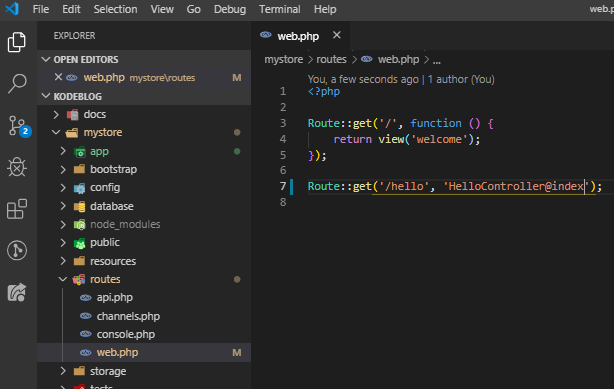 File Edit Selection View Go Debug Terminal Help
web.php
EXPLORER
OPEN EDITORS
web.php mystore\routes M
KODEBLOG
docs
mystore
app
bootstrap
config
database
node_modules
public
resources
routes
api.php
channels.php
console.php
web.php M
storage
tests
2
web.php
mystore > routes > web.php > ...
You, a few seconds ago | 1 author (You)
1 <?php
2
3 Route::get('/', function () {
4 return view('welcome');
5 });
6
7 Route::get('/hello', 'HelloController@index');
8